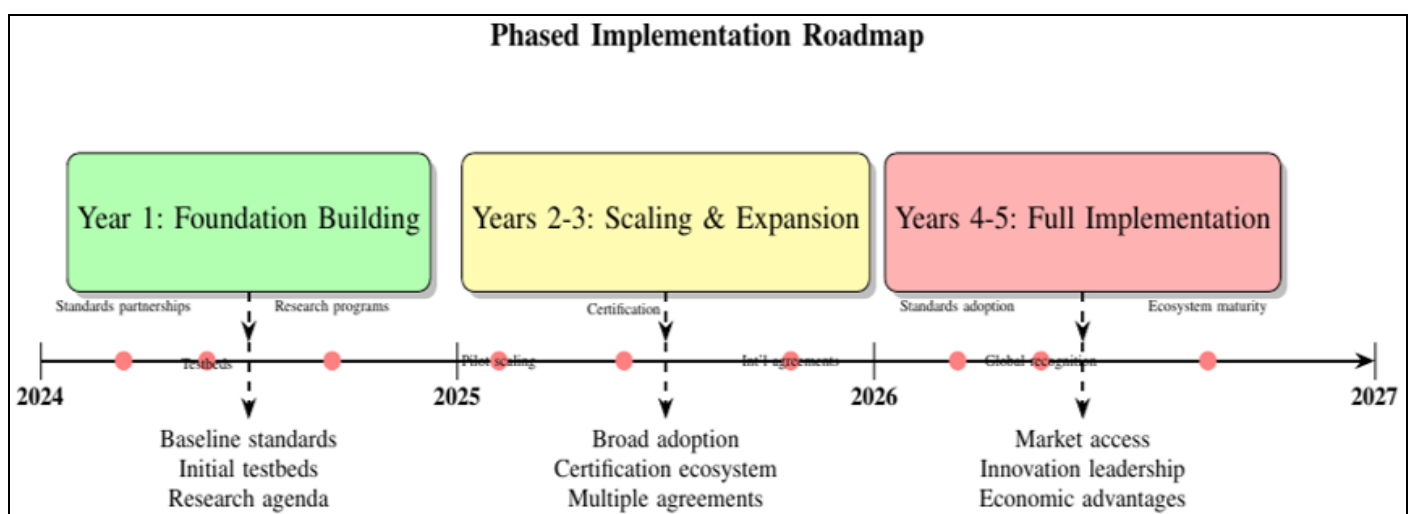 Phased Implementation Roadmap
Year 1: Foundation Building
Years 2-3: Scaling & Expansion
Years 4-5: Full Implementation
Standards partnerships
Research programs
Certification
Standards adoption
Ecosystem maturity
Testbeds
Pilot scaling
Int'l agreements
Global recognition
2024
2025
2026
2027
Baseline standards
Initial testbeds
Research agenda
Broad adoption
Certification ecosystem
Multiple agreements
Market access
Innovation leadership
Economic advantages